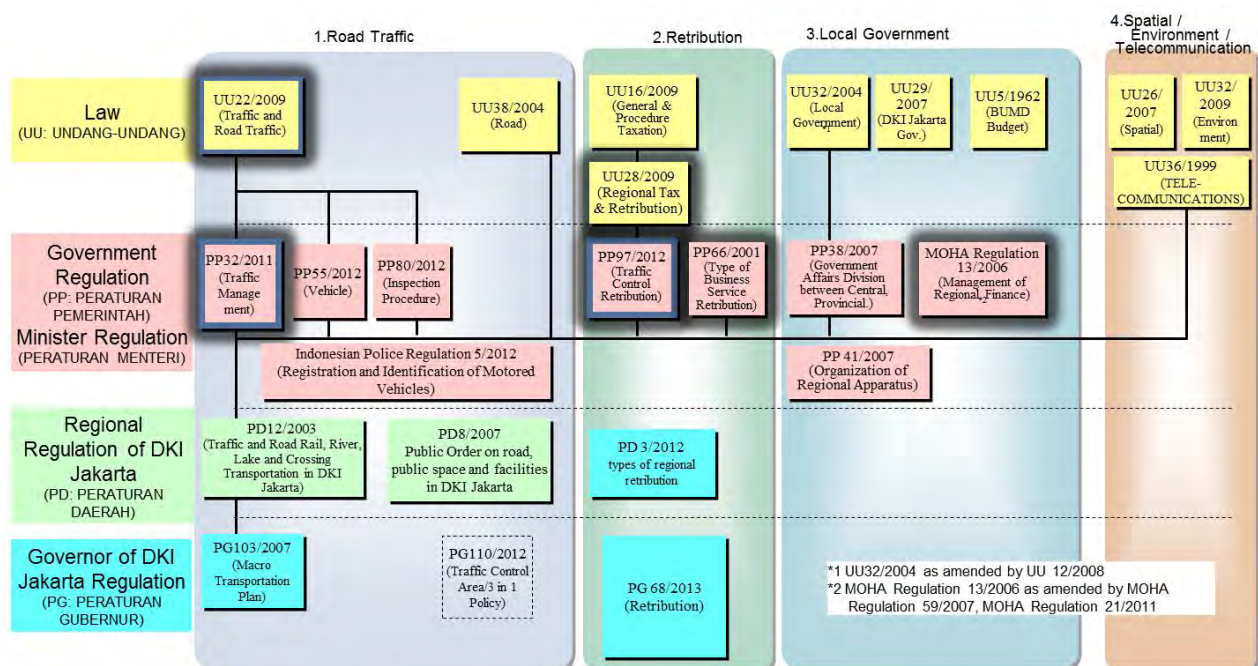 1.Road Traffic
2.Retribution
3.Local Government
4.Spatial /
Environment /
Telecommunication
Law
(UU: UNDANG-UNDANG)
UU22/2009
(Traffic and
Road Traffic)
UU38/2004
(Road)
UU16/2009
(General &
Procedure
Taxation)
UU28/2009
(Regional Tax
& Retribution)
UU32/2004
(Local
Government)
UU29/
2007
(DKI Jakarta
Gov.)
UU5/1962
(BUMD
Budget)
UU26/
2007
(Spatial)
UU32/
2009
(Environ
ment)
UU36/1999
(TELE-
COMMUNICATIONS)
Government
Regulation
(PP: PERATURAN
PEMERINTAH)
Minister Regulation
(PERATURAN MENTERI)
PP32/2011
(Traffic
Manage
ment)
PP55/2012
(Vehicle)
PP80/2012
(Inspection
Procedure)
PP97/2012
(Traffic
Control
Retribution)
PP66/2001
(Type of
Business
Service
Retribution)
PP38/2007
(Government
Affairs Division
between Central,
Provincial.)
MOHA Regulation
13/2006
(Management of
Regional Finance)
Indonesian Police Regulation 5/2012
(Registration and Identification of Motored
Vehicles)
PP 41/2007
(Organization of
Regional Apparatus)
Regional
Regulation of DKI
Jakarta
(PD: PERATURAN
DAERAH)
PD12/2003
(Traffic and Road Rail, River,
Lake and Crossing
Transportation in DKI
Jakarta)
PD8/2007
Public Order on road,
public space and facilities
in DKI Jakarta
PD 3/2012
types of regional
retribution
Governor of DKI
Jakarta Regulation
(PG: PERATURAN
GUBERNUR)
PG103/2007
(Macro
Transportation
Plan)
PG110/2012
(Traffic Control
Area/3 in 1
Policy)
PG 68/2013
(Retribution)
*1 UU32/2004 as amended by UU 12/2008
*2 MOHA Regulation 13/2006 as amended by MOHA
Regulation 59/2007, MOHA Regulation 21/2011